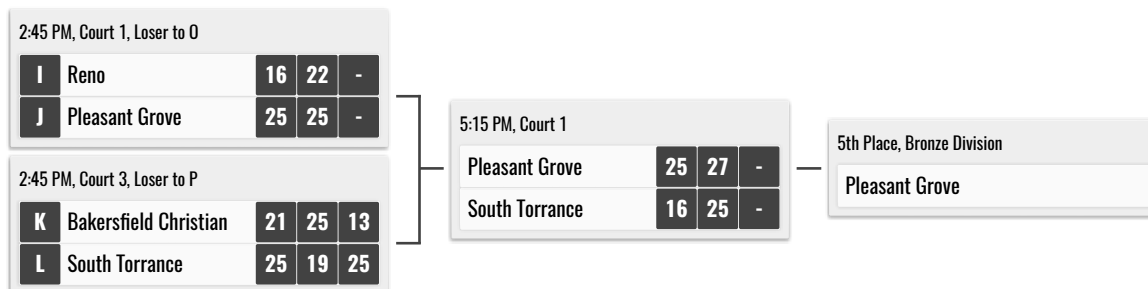 2:45 PM, Court 1, Loser to O
I Reno 16 22 -
J Pleasant Grove 25 25 -
2:45 PM, Court 3, Loser to P
K Bakersfield Christian 21 25 13
L South Torrance 25 19 25
5:15 PM, Court 1
Pleasant Grove 25 27 -
South Torrance 16 25 -
5th Place, Bronze Division
Pleasant Grove